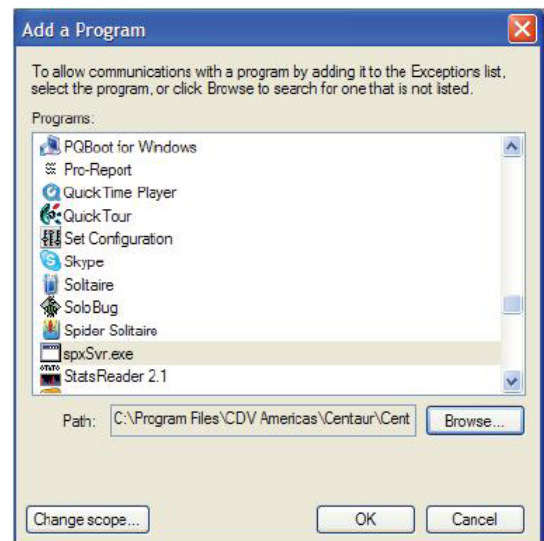 Add a Program
To allow communications with a program by adding it to the Exceptions list,
select the program, or click Browse to search for one that is not listed.
Programs:
PQBoot for Windows
Pro-Report
QuickTime Player
QuickTour
Set Configuration
Skype
Solitaire
SoloBug
Spider Solitaire
spxSvr.exe
StatsReader 2.1
Path: C:\Program Files\CDV Americas\Centaur\Cent Browse...
Change scope... OK Cancel